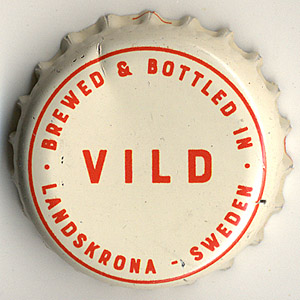 · BREWED & BOTTLED IN ·
VILD
LANDSKRONA - SWEDEN